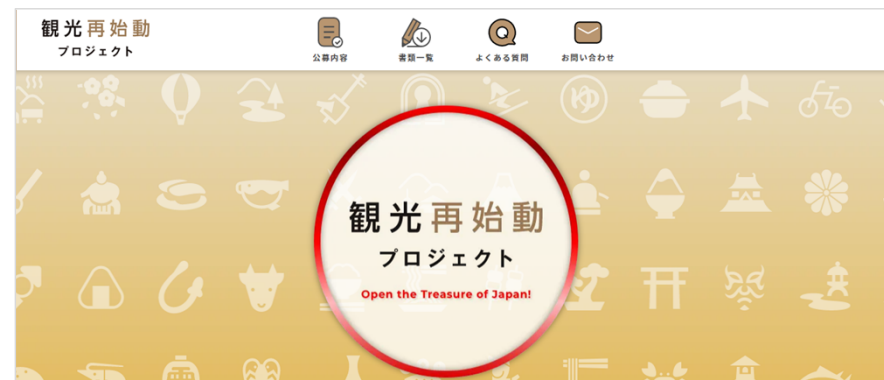 観光再始動
プロジェクト
公募内容
書類一覧
よくある質問
お問い合わせ
ゆ
観光再始動
プロジェクト
Open the Treasure of Japan!